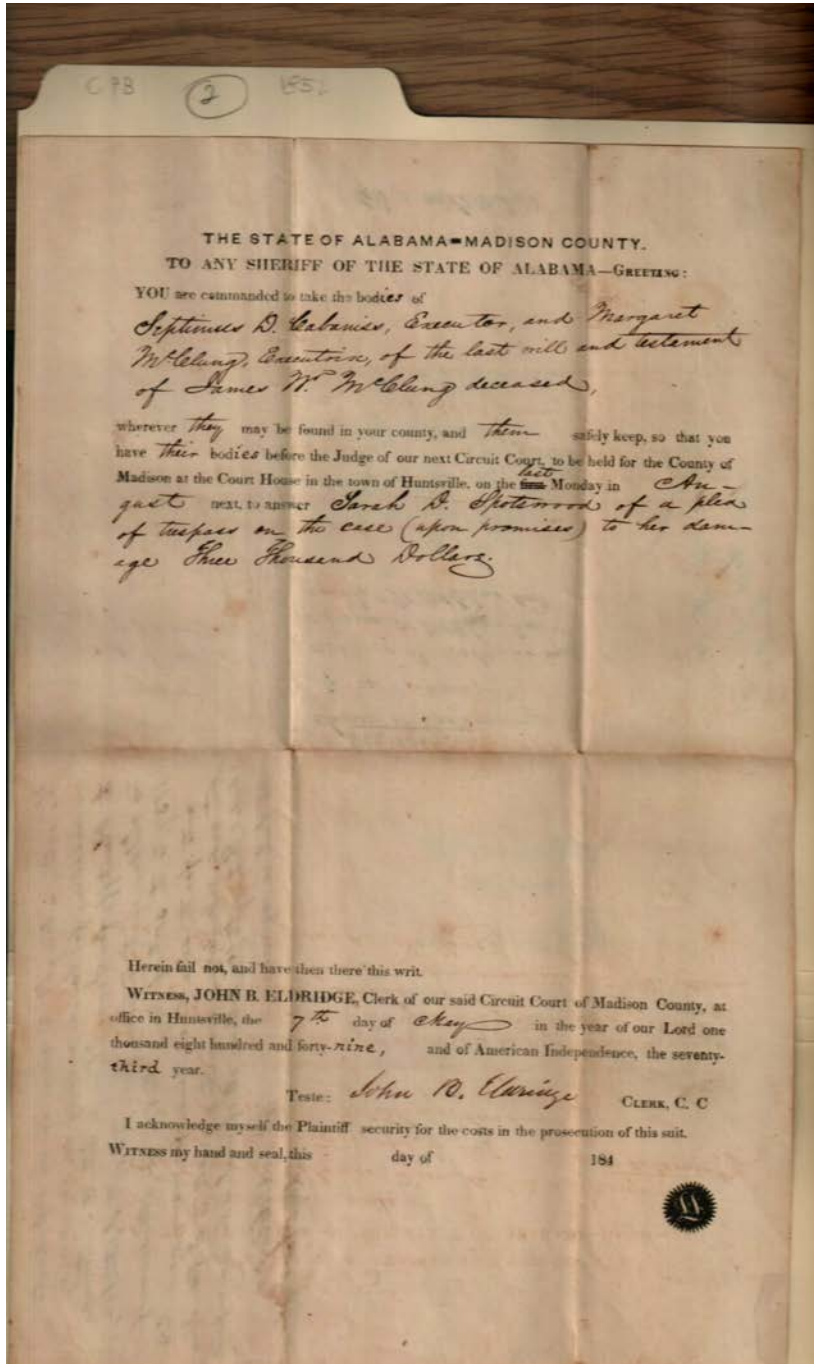 CPB 2 185
THE STATE OF ALABAMA=MADISON COUNTY.
TO ANY SHERIFF OF THE STATE OF ALABAMA—GREETING:
YOU are commanded to take the bodies of
Septimus D. Cabaniss, Executor, and Margaret
McClung, Executrix, of the last will and testament
of James W. McClung deceased,
wherever they may be found in your county, and them safely keep, so that you
have their bodies before the Judge of our next Circuit Court, to be held for the County of
last
Madison at the Court House in the town of Huntsville, on the first Monday in Au-
gust next, to answer Sarah D. Spotswood of a plea
of trespass on the case (upon promises) to her dam-
age Three Thousand Dollars.
Herein fail not, and have then there this writ.
WITNESS, JOHN B. ELDRIDGE, Clerk of our said Circuit Court of Madison County, at
office in Huntsville, the 7th day of May in the year of our Lord one
thousand eight hundred and forty-nine, and of American Independence, the seventy-
third year.
Teste: John B. Eldridge CLERK, C. C
I acknowledge myself the Plaintiff security for the costs in the prosecution of this suit.
WITNESS my hand and seal, this day of 184